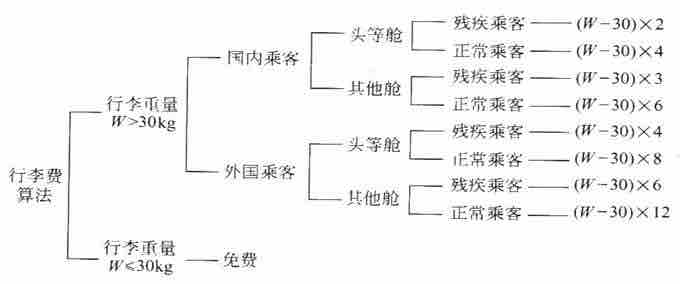 残疾乘客 (W-30)×2
头等舱
正常乘客 (W-30)×4
国内乘客
残疾乘客 (W-30)×3
其他舱
正常乘客 (W-30)×6
行李重量
W>30kg
残疾乘客 (W-30)×4
头等舱
正常乘客 (W-30)×8
外国乘客
残疾乘客 (W-30)×6
其他舱
正常乘客 (W-30)×12
行李费
算法
行李重量
W≤30kg
免费